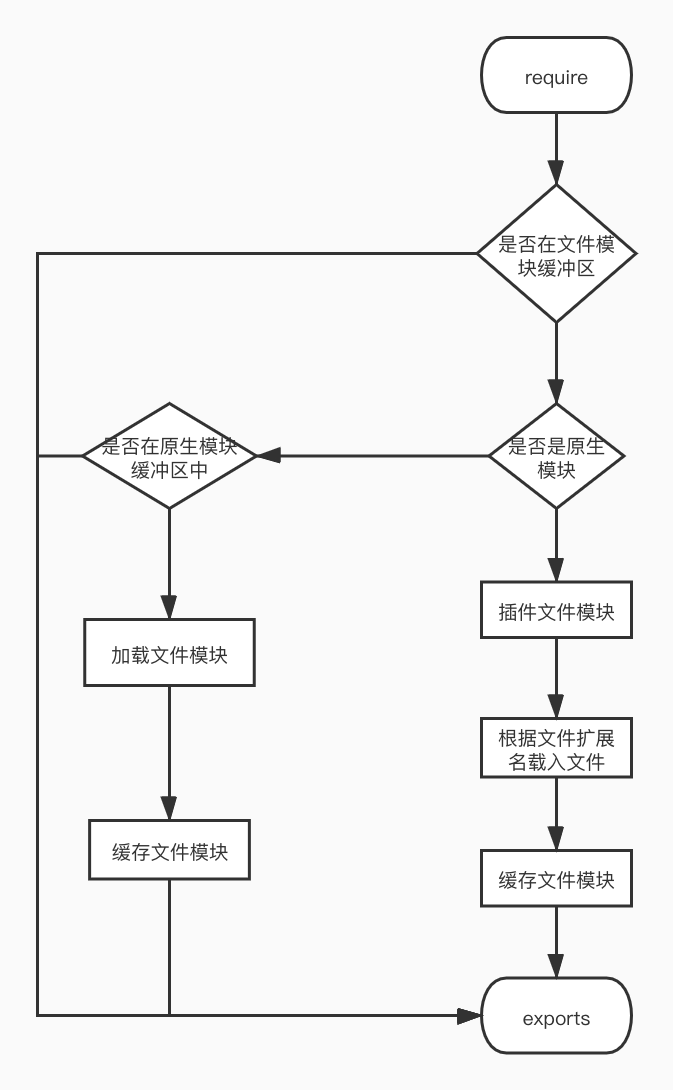 require
是否在文件模
块缓冲区
是否在原生模块
缓冲区中
是否是原生
模块
插件文件模块
加载文件模块
根据文件扩展
名载入文件
缓存文件模块
缓存文件模块
exports